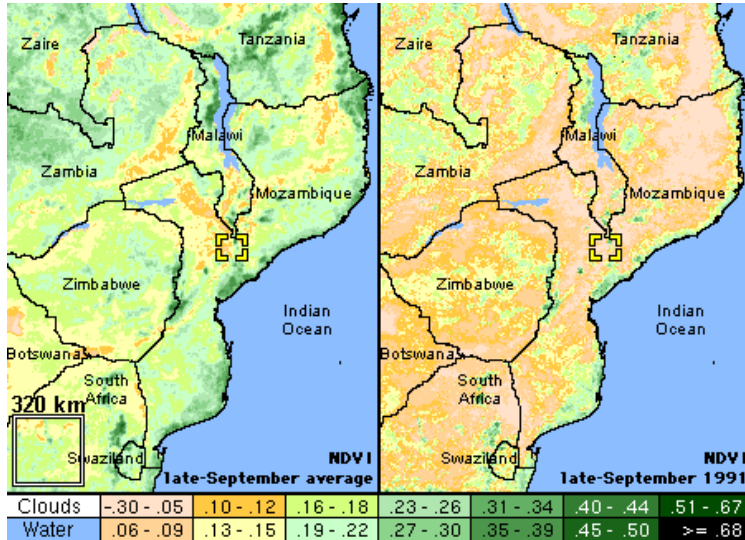 Zaire
Tanzania
Malawi
Zambia
Mozambique
Zimbabwe
Indian
Ocean
Botswana
South
Africa
320 km
Swaziland
NDVI
late-September average
Zaire
Tanzania
Malawi
Zambia
Mozambique
Zimbabwe
Indian
Ocean
Botswana
South
Africa
Swaziland
NDVI
late-September 1991
Clouds -.30 - .05 .10 - .12 .16 - .18 .23 - .26 .31 - .34 .40 - .44 .51 - .67
Water .06 - .09 .13 - .15 .19 - .22 .27 - .30 .35 - .39 .45 - .50 >= .68